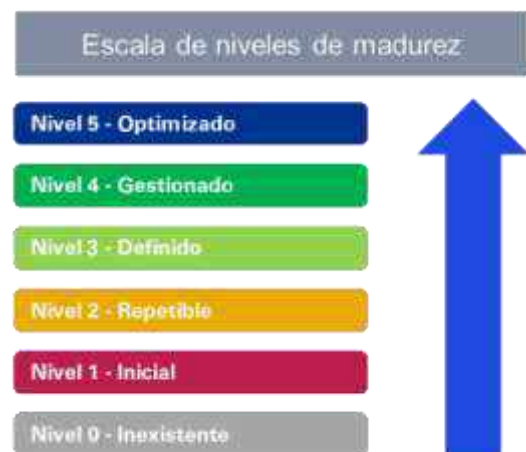 Escala de niveles de madurez
Nivel 5 - Optimizado
Nivel 4 - Gestionado
Nivel 3 - Definido
Nivel 2 - Repetible
Nivel 1 - Inicial
Nivel 0 - Inexistente